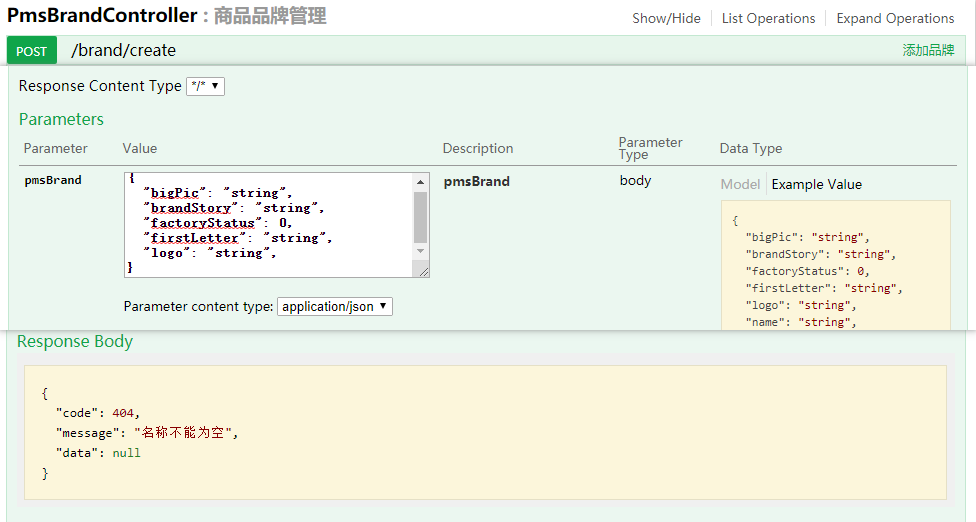 PmsBrandController : 商品品牌管理
Show/Hide List Operations Expand Operations
POST /brand/create 添加品牌
Response Content Type */*
Parameters
Parameter Value Description Parameter Type Data Type
pmsBrand
{
"bigPic": "string",
"brandStory": "string",
"factoryStatus": 0,
"firstLetter": "string",
"logo": "string",
}
Parameter content type: application/json
pmsBrand
body
Model Example Value
{
"bigPic": "string",
"brandStory": "string",
"factoryStatus": 0,
"firstLetter": "string",
"logo": "string",
"name": "string",
Response Body
{
"code": 404,
"message": "名称不能为空",
"data": null
}